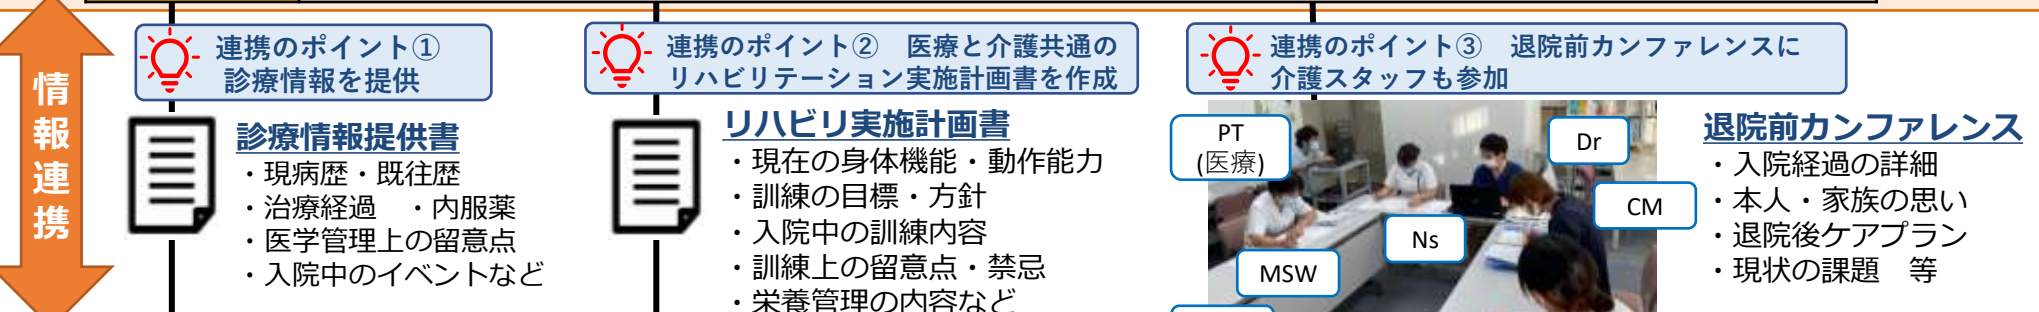 情報連携
連携のポイント①
診療情報を提供
診療情報提供書
・現病歴・既往歴
・治療経過　・内服薬
・医学管理上の留意点
・入院中のイベントなど
連携のポイント②　医療と介護共通の
リハビリテーション実施計画書を作成
リハビリ実施計画書
・現在の身体機能・動作能力
・訓練の目標・方針
・入院中の訓練内容
・訓練上の留意点・禁忌
・栄養管理の内容など
連携のポイント③　退院前カンファレンスに
介護スタッフも参加
PT
(医療)
Dr
CM
Ns
MSW
退院前カンファレンス
・入院経過の詳細
・本人・家族の思い
・退院後ケアプラン
・現状の課題　等